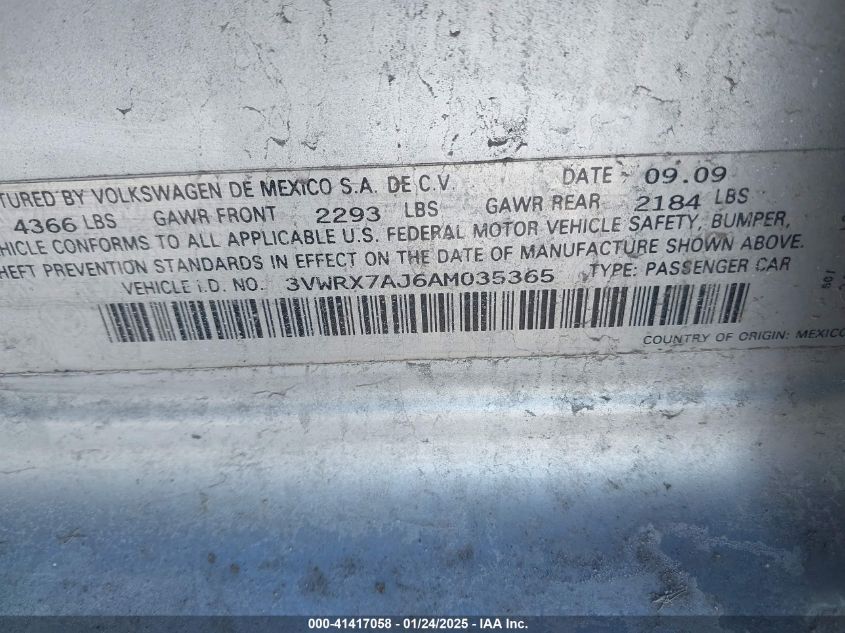 TURED BY VOLKSWAGEN DE MEXICO S.A. DE C.V. DATE 09.09
4366 LBS GAWR FRONT 2293 LBS GAWR REAR 2184 LBS
HICLE CONFORMS TO ALL APPLICABLE U.S. FEDERAL MOTOR VEHICLE SAFETY, BUMPER,
HEFT PREVENTION STANDARDS IN EFFECT ON THE DATE OF MANUFACTURE SHOWN ABOVE.
VEHICLE I.D. NO. 3VWRX7AJ6AM035365 TYPE: PASSENGER CAR
COUNTRY OF ORIGIN: MEXICO
000-41417058 - 01/24/2025 - IAA Inc.